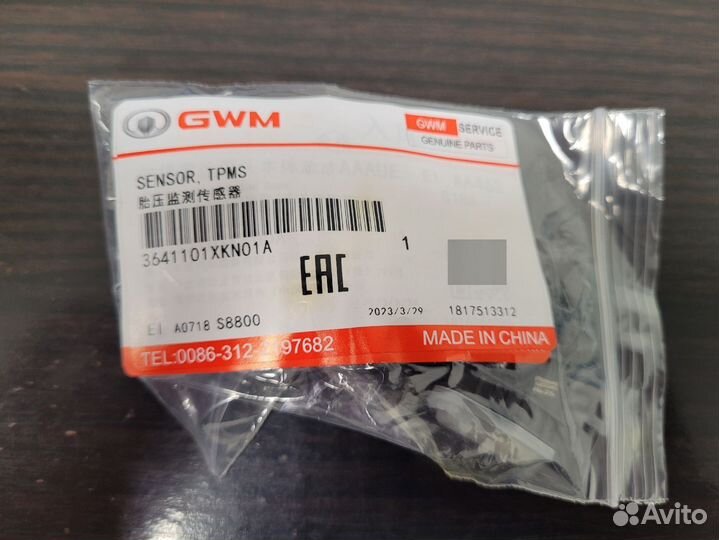 GWM
GWM SERVICE
GENUINE PARTS
SENSOR, TPMS
胎压监测传感器
3641101XKN01A
1
EAC
2023/3/29
1817513312
EI A0718 S8800
MADE IN CHINA
TEL:0086-312- 97682
Avito